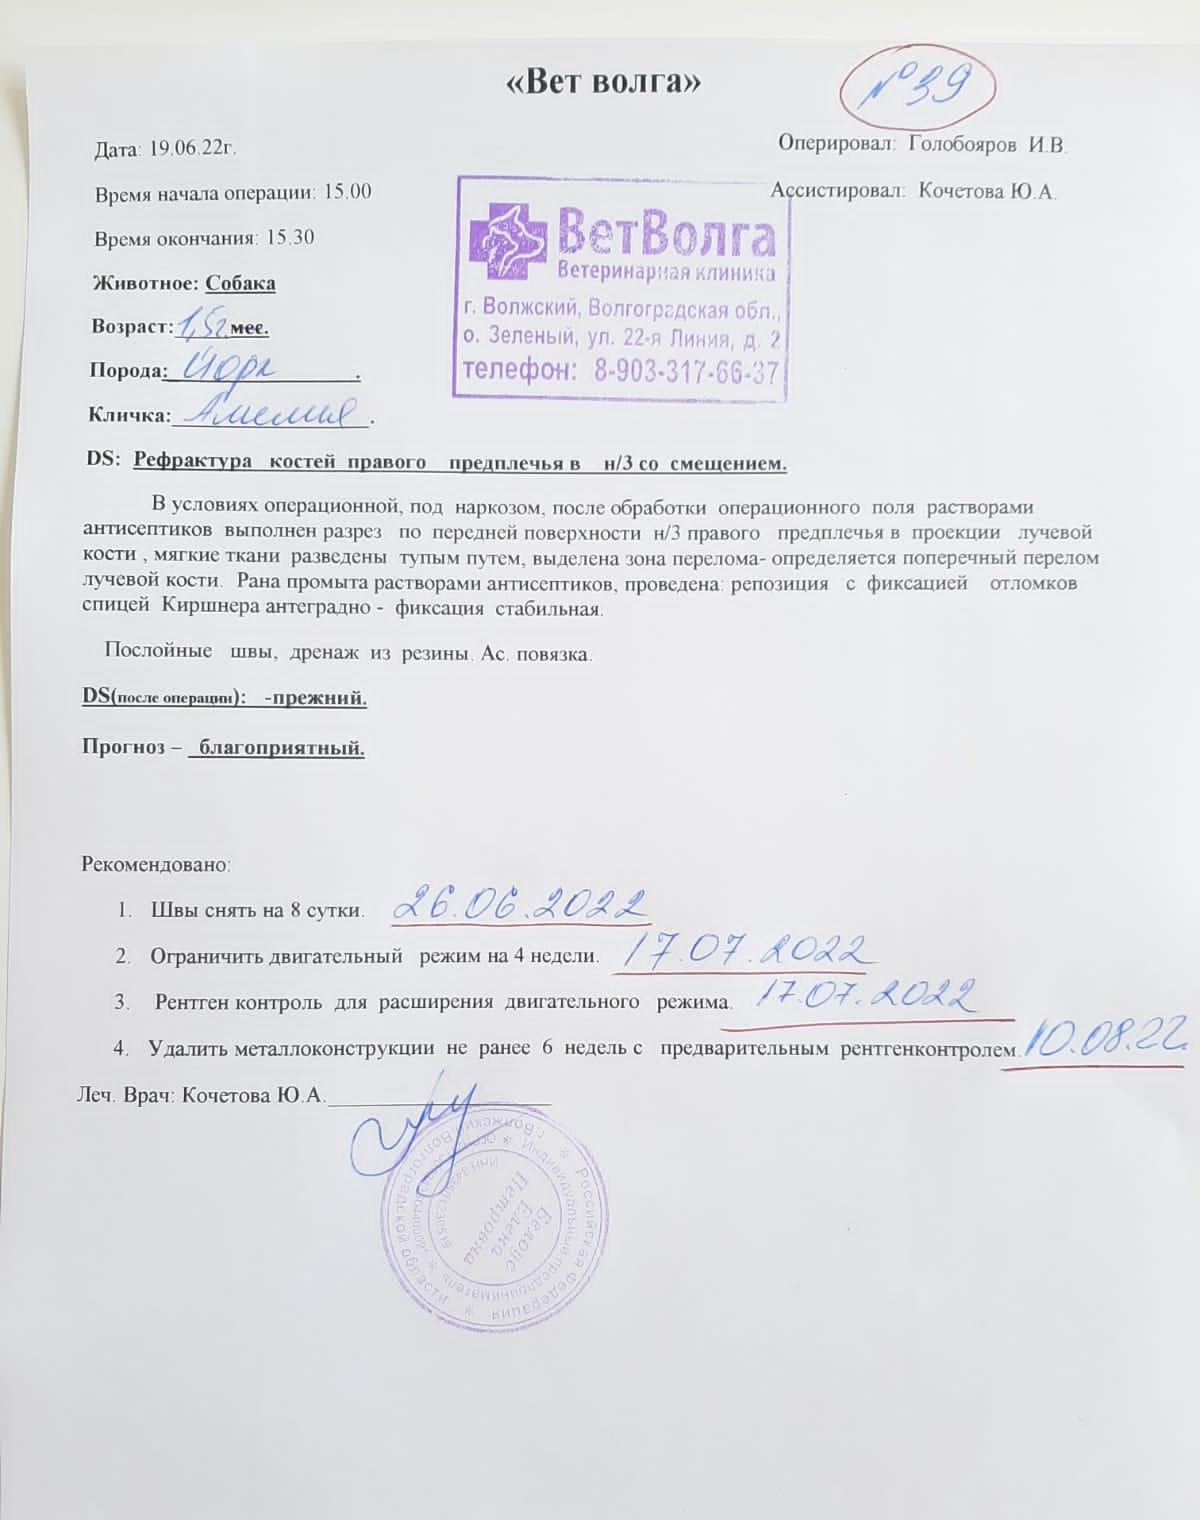 «Вет волга»
№39
Дата: 19.06.22г.
Оперировал: Голобояров И.В.
Время начала операции: 15.00
Ассистировал: Кочетова Ю.А.
Время окончания: 15.30
ВетВолга
Ветеринарная клиника
г. Волжский, Волгоградская обл.,
о. Зеленый, ул. 22-я Линия, д. 2
телефон: 8-903-317-66-37
Животное: Собака
Возраст: 1,5г. мес.
Порода: Йорк.
Кличка: Амелия.
DS: Рефрактура костей правого предплечья в н/3 со смещением.
В условиях операционной, под наркозом, после обработки операционного поля растворами
антисептиков выполнен разрез по передней поверхности н/3 правого предплечья в проекции лучевой
кости , мягкие ткани разведены тупым путем, выделена зона перелома- определяется поперечный перелом
лучевой кости. Рана промыта растворами антисептиков, проведена: репозиция с фиксацией отломков
спицей Киршнера антеградно - фиксация стабильная.
Послойные швы, дренаж из резины. Ас. повязка.
DS(после операции): -прежний.
Прогноз – благоприятный.
Рекомендовано:
1. Швы снять на 8 сутки. 26.06.2022
2. Ограничить двигательный режим на 4 недели. 17.07.2022
3. Рентген контроль для расширения двигательного режима. 17.07.2022
4. Удалить металлоконструкции не ранее 6 недель с предварительным рентгенконтролем. 10.08.22.
Леч. Врач: Кочетова Ю.А.
Российская Федерация * Волгоградской области * г.Волжский
Индивидуальный предприниматель
Белоус
Елена
Петровна